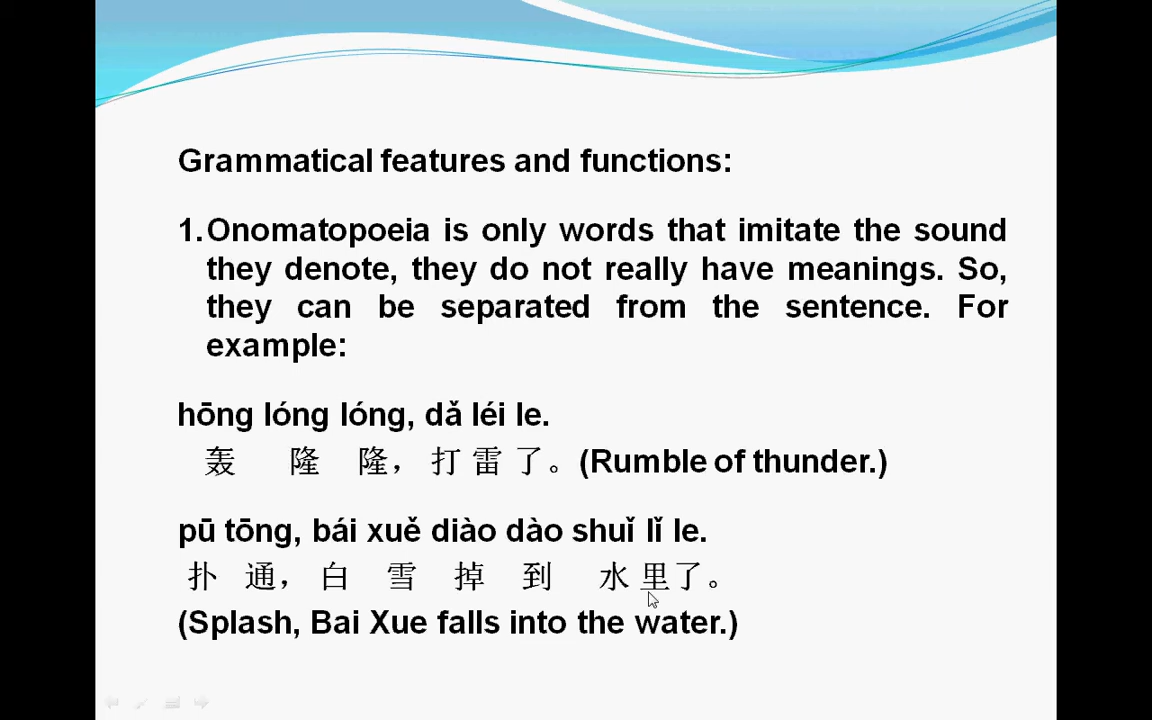 Grammatical features and functions:
1. Onomatopoeia is only words that imitate the sound
they denote, they do not really have meanings. So,
they can be separated from the sentence. For
example:
hōng lóng lóng, dǎ léi le.
轰 隆 隆，打 雷 了。(Rumble of thunder.)
pū tōng, bái xuě diào dào shuǐ lǐ le.
扑 通，白 雪 掉 到 水 里了。
(Splash, Bai Xue falls into the water.)